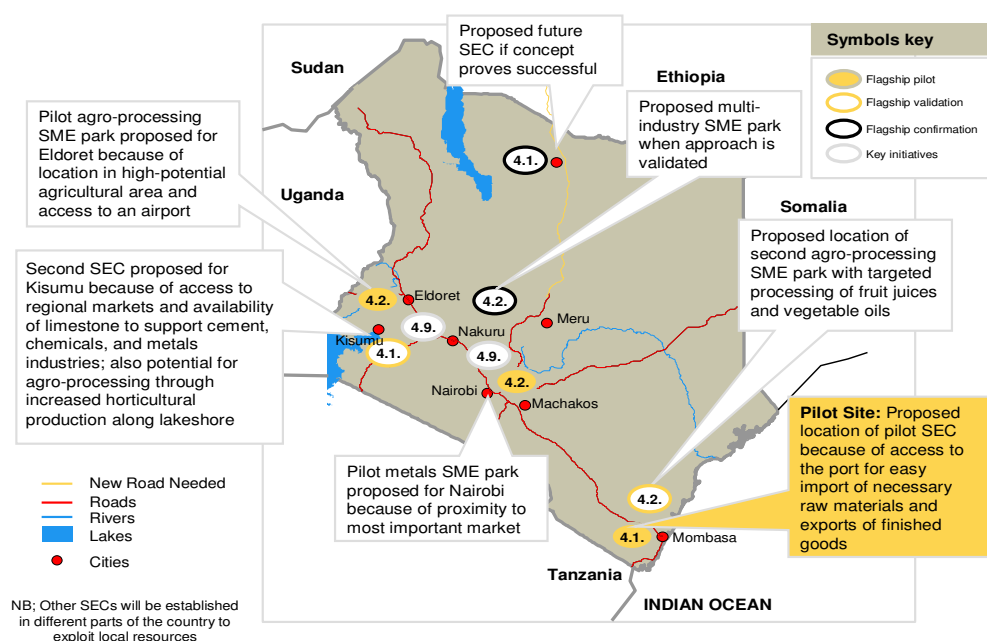 Proposed future
SEC if concept
proves successful
Symbols key
Flagship pilot
Flagship validation
Flagship confirmation
Key initiatives
Sudan
Ethiopia
Pilot agro-processing
SME park proposed for
Eldoret because of
location in high-potential
agricultural area and
access to an airport
Proposed multi-
industry SME park
when approach is
validated
4.1.
Uganda
Somalia
Proposed location of
second agro-processing
SME park with targeted
processing of fruit juices
and vegetable oils
Second SEC proposed for
Kisumu because of access
to regional markets and availability
of limestone to support cement,
chemicals, and metals
industries; also potential for
agro-processing through
increased horticultural
production along lakeshore
4.2.
Eldoret
4.2.
4.9.
Meru
Nakuru
Kisumu
4.1.
4.9.
4.2.
Nairobi
Machakos
Pilot Site: Proposed
location of pilot SEC
because of access to
the port for easy
import of necessary
raw materials and
exports of finished
goods
Pilot metals SME park
proposed for Nairobi
because of proximity to
most important market
4.2.
4.1.
Mombasa
Tanzania
INDIAN OCEAN
New Road Needed
Roads
Rivers
Lakes
Cities
NB; Other SECs will be established
in different parts of the country to
exploit local resources